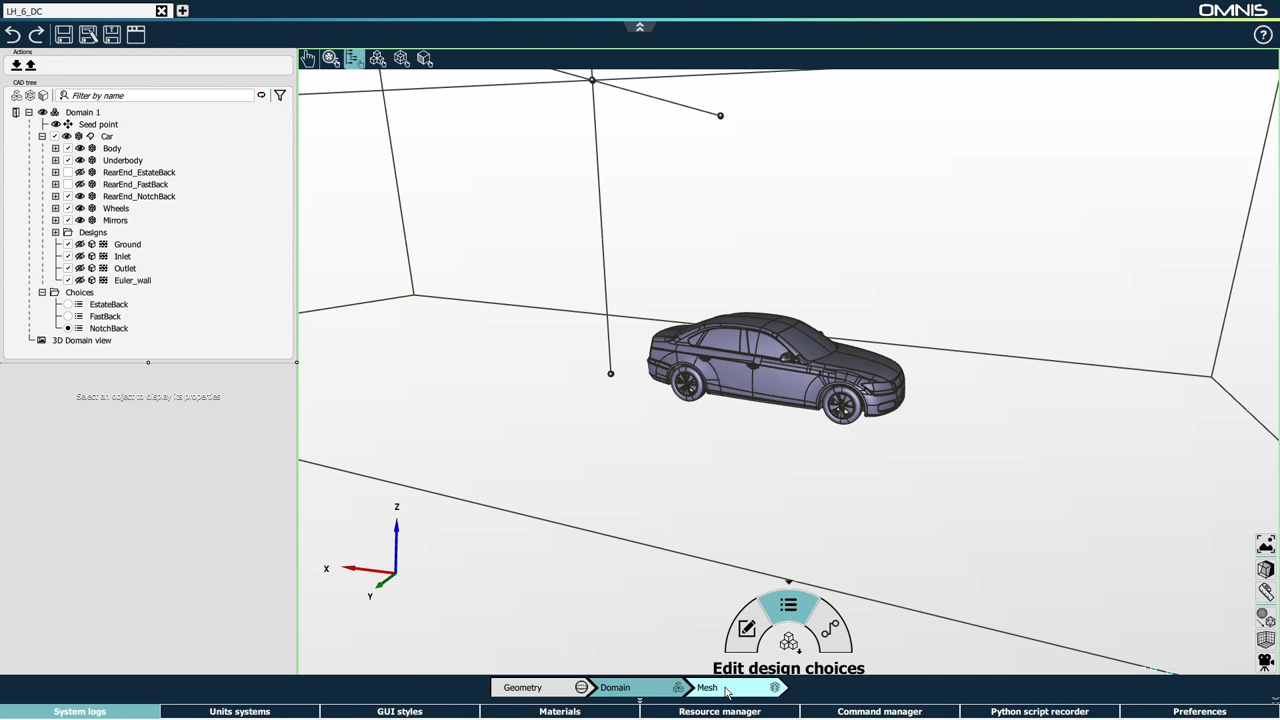 LH_6_DC
OMNIS
Actions
CAD tree
Filter by name
Domain 1
Seed point
Car
Body
Underbody
RearEnd_EstateBack
RearEnd_FastBack
RearEnd_NotchBack
Wheels
Mirrors
Designs
Ground
Inlet
Outlet
Euler_wall
Choices
EstateBack
FastBack
NotchBack
3D Domain view
Select an object to display its properties
Z
X
Y
Edit design choices
Geometry
Domain
Mesh
System logs
Units systems
GUI styles
Materials
Resource manager
Command manager
Python script recorder
Preferences